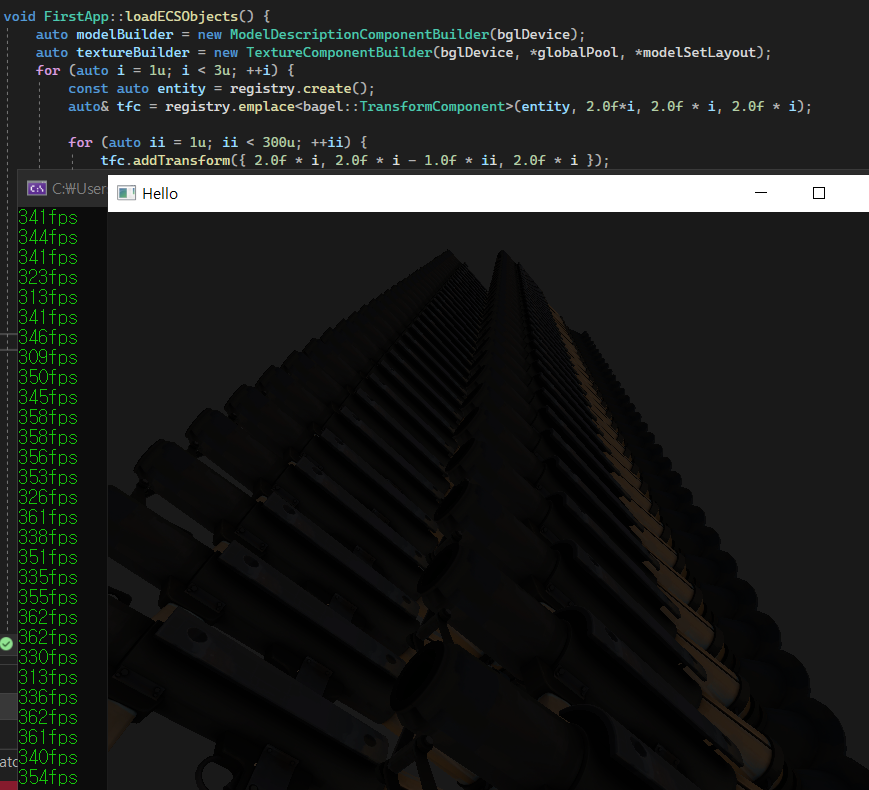 void FirstApp::loadECSObjects() {
auto modelBuilder = new ModelDescriptionComponentBuilder(bglDevice);
auto textureBuilder = new TextureComponentBuilder(bglDevice, *globalPool, *modelSetLayout);
for (auto i = 1u; i < 3u; ++i) {
const auto entity = registry.create();
auto& tfc = registry.emplace<bagel::TransformComponent>(entity, 2.0f*i, 2.0f * i, 2.0f * i);
for (auto ii = 1u; ii < 300u; ++ii) {
tfc.addTransform({ 2.0f * i, 2.0f * i - 1.0f * ii, 2.0f * i });
C:₩User
Hello
341fps
344fps
341fps
323fps
313fps
341fps
346fps
309fps
350fps
345fps
358fps
358fps
356fps
353fps
326fps
361fps
338fps
351fps
335fps
355fps
362fps
362fps
330fps
313fps
336fps
362fps
361fps
340fps
354fps